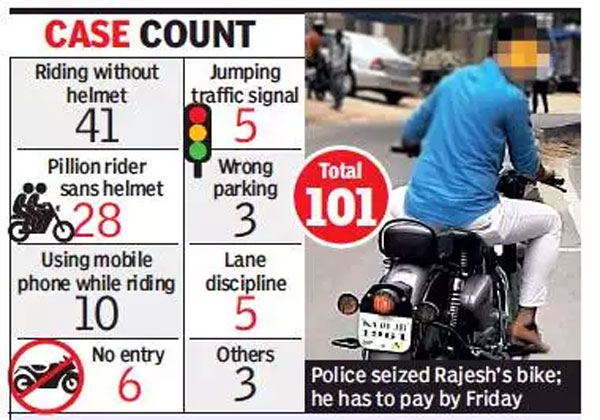 CASE COUNT
Riding without
helmet
41
Jumping
traffic signal
5
Pillion rider
sans helmet
28
Wrong
parking
3
Using mobile
phone while riding
10
Lane
discipline
5
No entry
6
Others
3
Total
101
1961
Police seized Rajesh's bike;
he has to pay by Friday